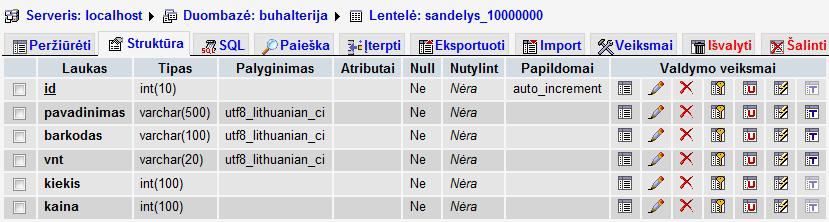 Serveris: localhost Duombazė: buhalterija Lentelė: sandelys_10000000
Peržiūrėti Struktūra SQL Paieška Įterpti Eksportuoti Import Veiksmai Išvalyti Šalinti
Laukas Tipas Palyginimas Atributai Null Nutylint Papildomai Valdymo veiksmai
id int(10) Ne Nėra auto_increment
pavadinimas varchar(500) utf8_lithuanian_ci Ne Nėra
barkodas varchar(100) utf8_lithuanian_ci Ne Nėra
vnt varchar(20) utf8_lithuanian_ci Ne Nėra
kiekis int(100) Ne Nėra
kaina int(100) Ne Nėra